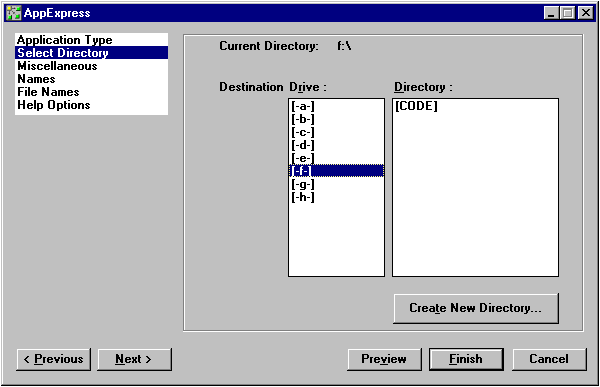 AppExpress
Application Type
Select Directory
Miscellaneous
Names
File Names
Help Options
Current Directory: f:\
Destination Drive : Directory :
[-a-] [CODE]
[-b-]
[-c-]
[-d-]
[-e-]
[-f-]
[-g-]
[-h-]
Create New Directory...
< Previous Next > Preview Finish Cancel